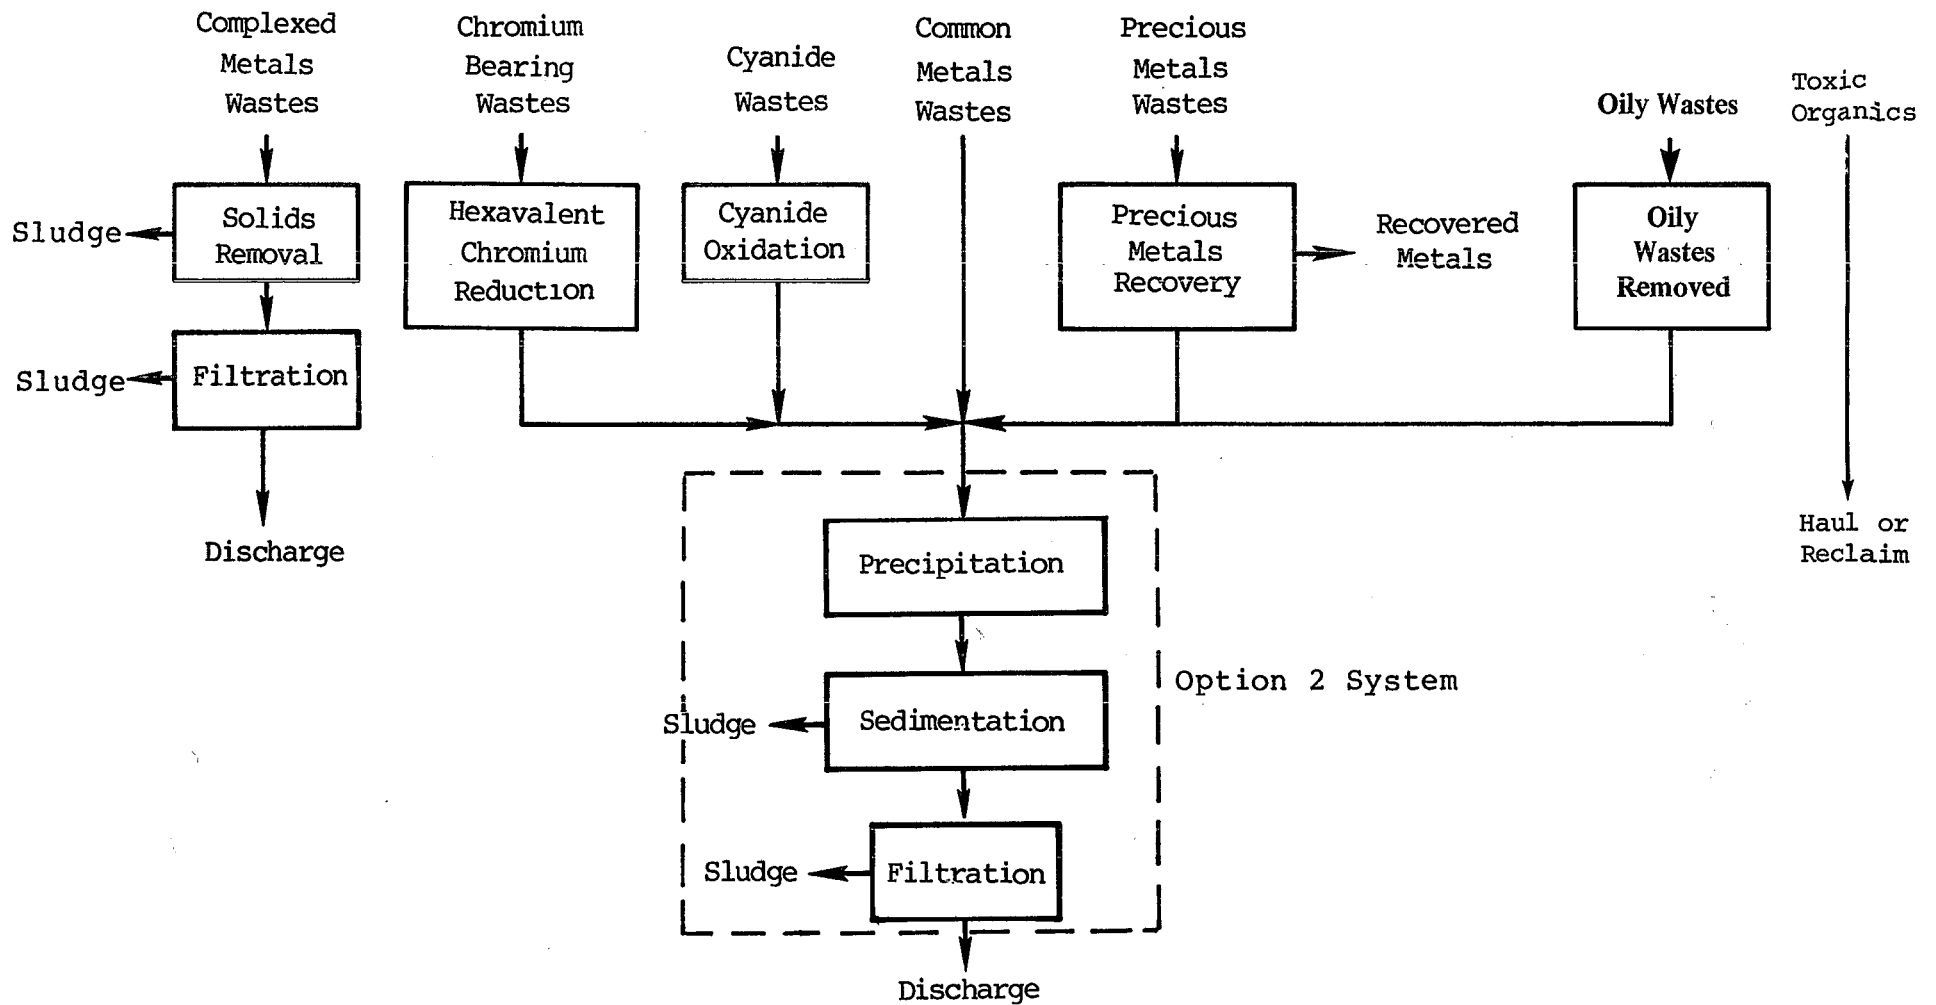 Complexed
Metals
Wastes
Chromium
Bearing
Wastes
Cyanide
Wastes
Common
Metals
Wastes
Precious
Metals
Wastes
Oily Wastes
Toxic
Organics
Sludge
Solids
Removal
Hexavalent
Chromium
Reduction
Cyanide
Oxidation
Precious
Metals
Recovery
Recovered
Metals
Oily
Wastes
Removed
Sludge
Filtration
Discharge
Haul or
Reclaim
Precipitation
Option 2 System
Sludge
Sedimentation
Sludge
Filtration
Discharge